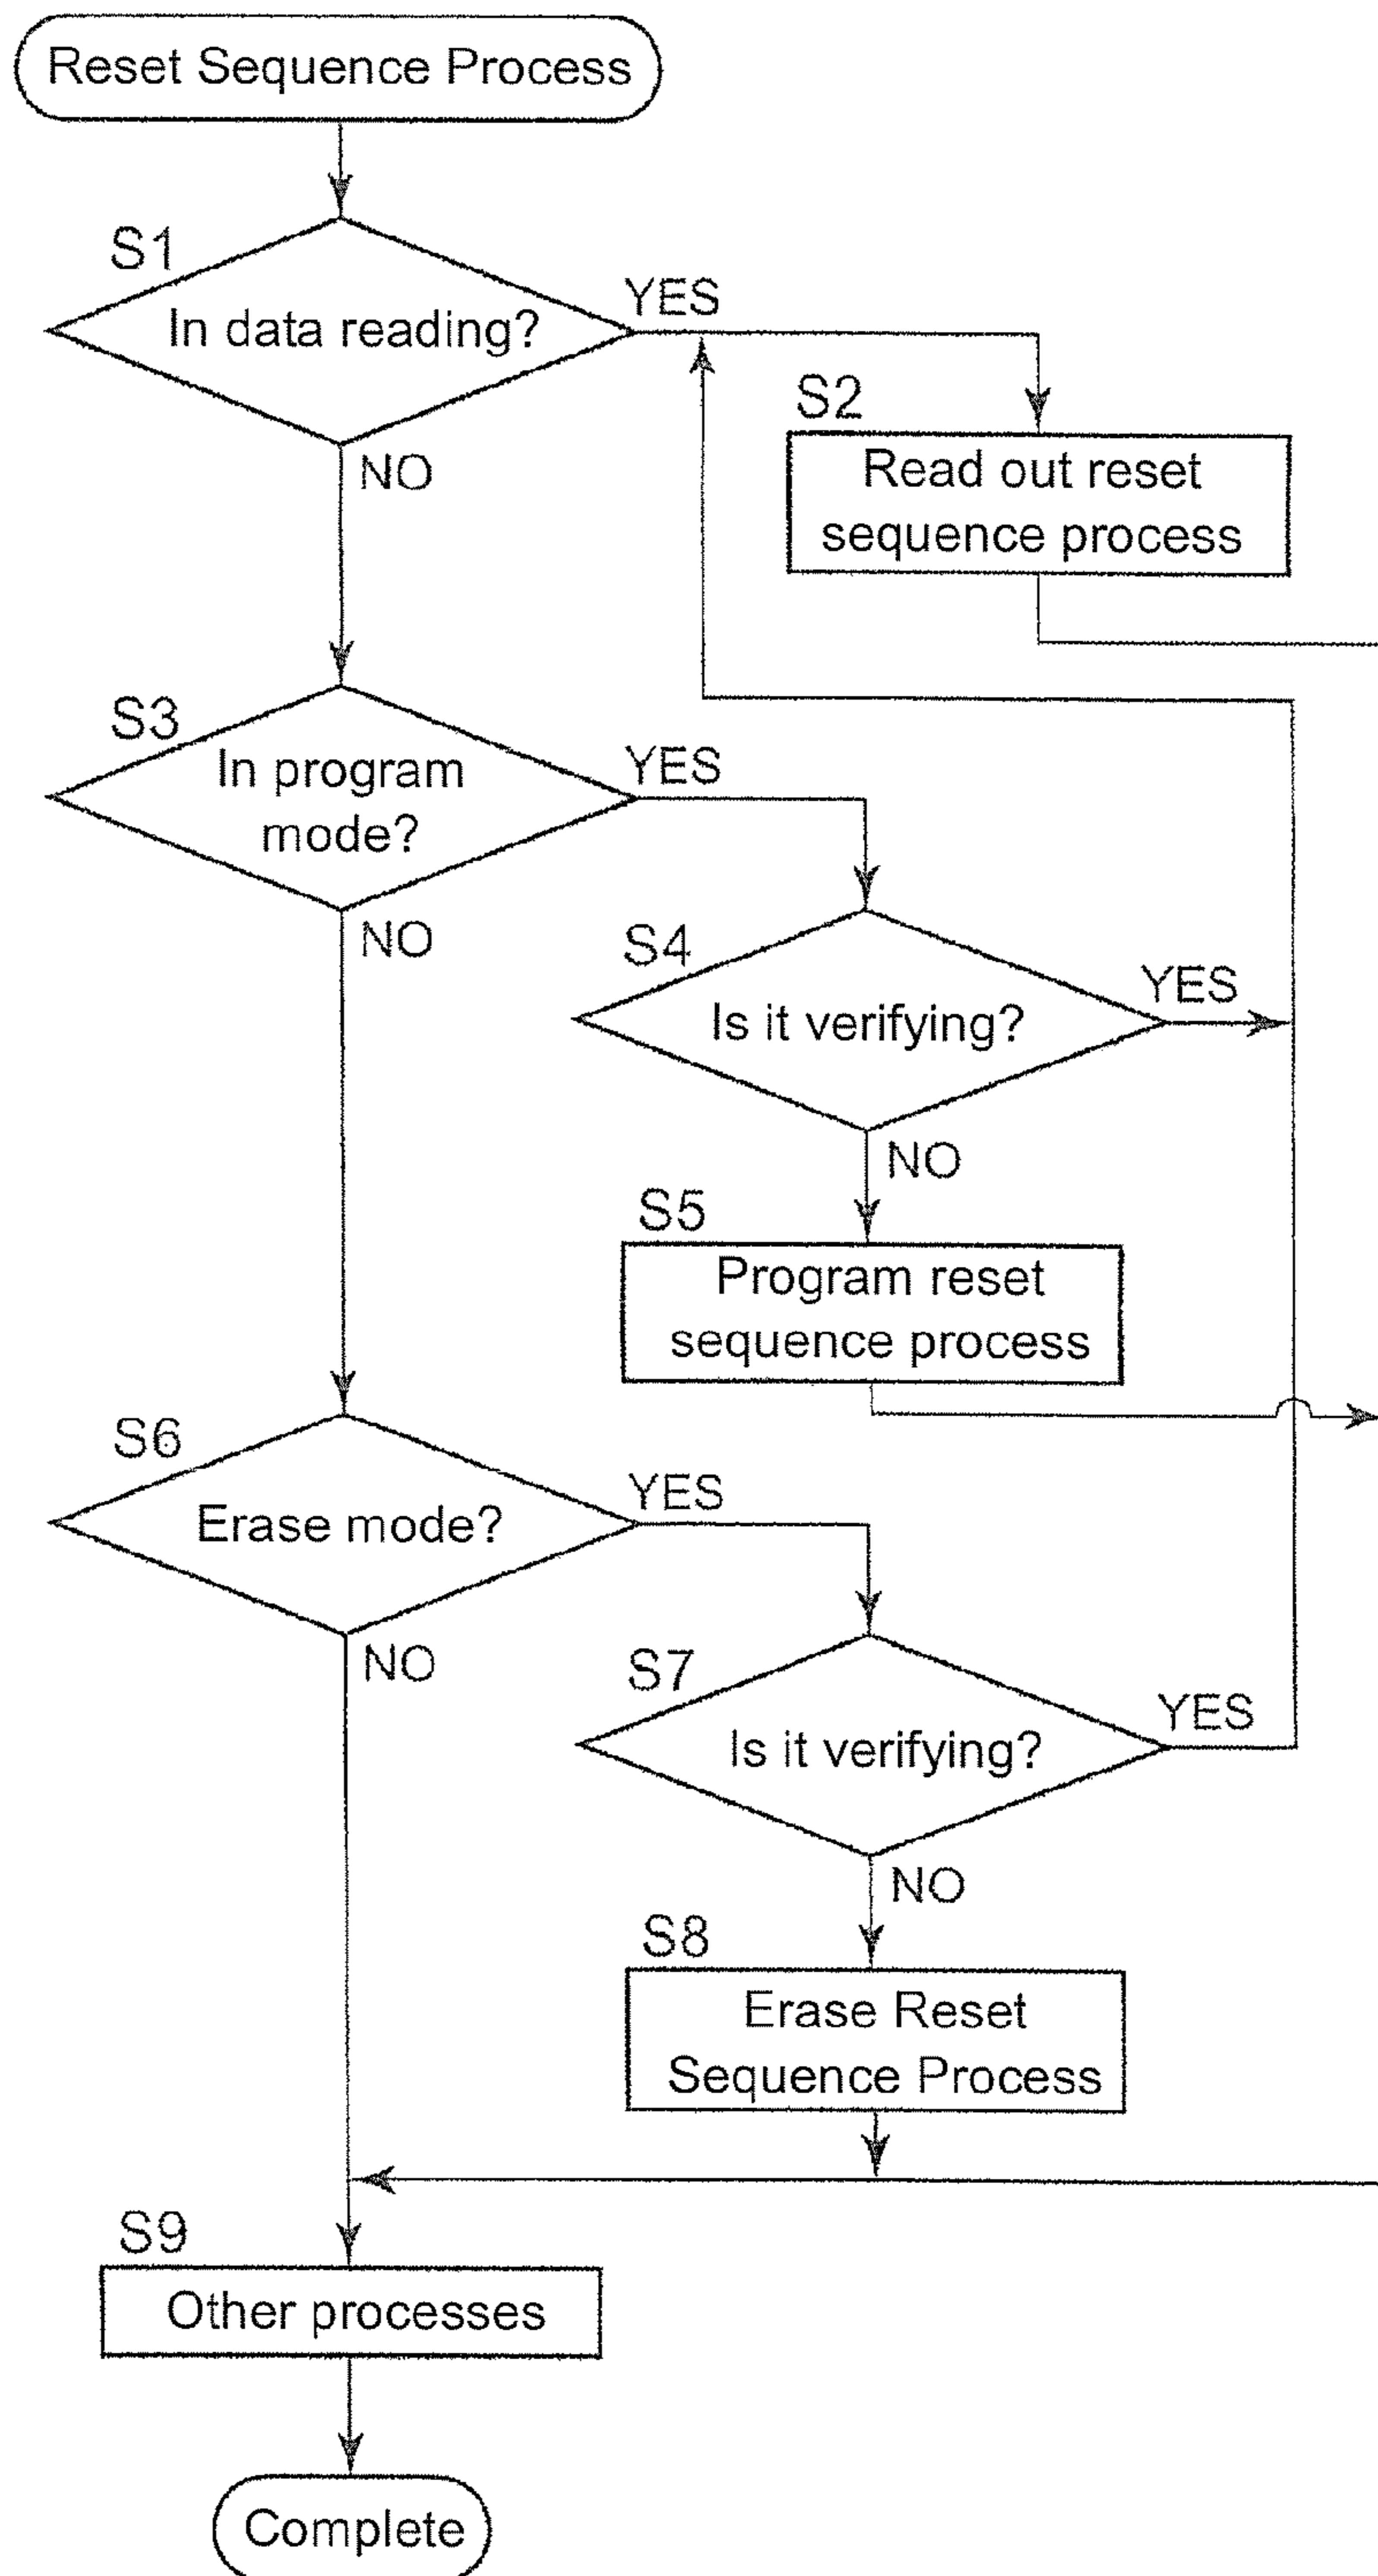 Reset Sequence Process
S1
In data reading?
YES
NO
S2
Read out reset
sequence process
S3
In program
mode?
YES
NO
S4
Is it verifying?
YES
NO
S5
Program reset
sequence process
S6
Erase mode?
YES
NO
S7
Is it verifying?
YES
NO
S8
Erase Reset
Sequence Process
S9
Other processes
Complete